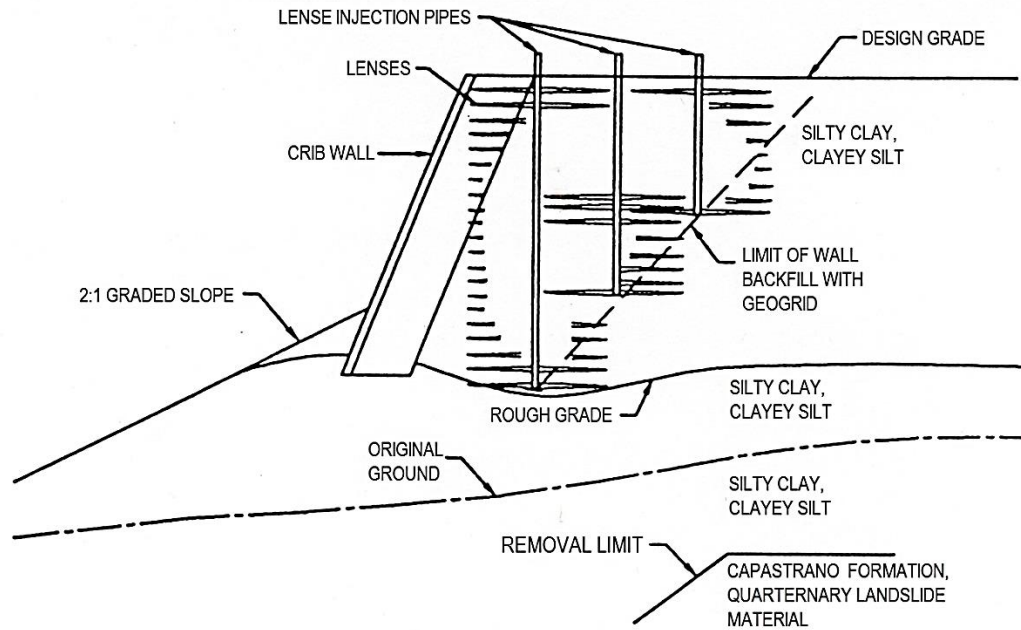 LENSE INJECTION PIPES
DESIGN GRADE
LENSES
CRIB WALL
SILTY CLAY,
CLAYEY SILT
LIMIT OF WALL
BACKFILL WITH
GEOGRID
2:1 GRADED SLOPE
SILTY CLAY,
CLAYEY SILT
ROUGH GRADE
ORIGINAL
GROUND
SILTY CLAY,
CLAYEY SILT
REMOVAL LIMIT
CAPASTRANO FORMATION,
QUARTERNARY LANDSLIDE
MATERIAL